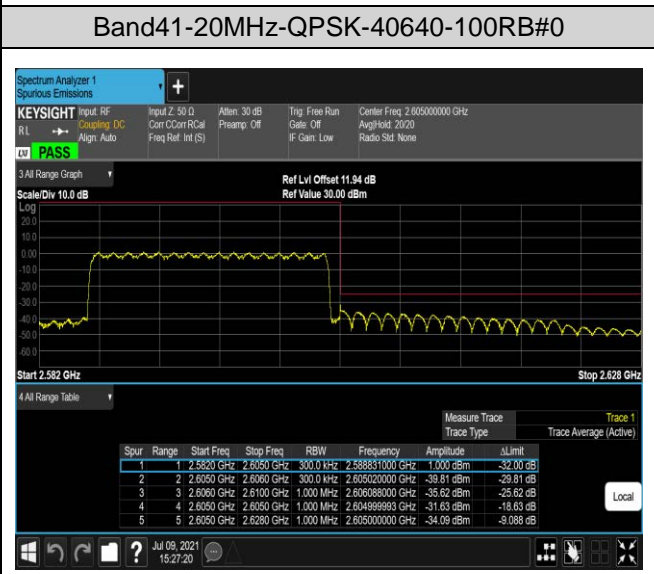 Band41-20MHz-QPSK-40640-100RB#0
Spectrum Analyzer 1
Spurious Emissions
+
KEYSIGHT Input: RF Input Z: 50 Ω Atten: 30 dB Trig: Free Run Center Freq: 2.605000000 GHz
RL Coupling: DC Corr CCorr RCal Preamp: Off Gate: Off Avg|Hold: 20/20
Align: Auto Freq Ref: Int (S) IF Gain: Low Radio Std: None
LXI PASS
3 All Range Graph
Ref Lvl Offset 11.94 dB
Scale/Div 10.0 dB Ref Value 30.00 dBm
Log
20.0
10.0
0.00
-10.0
-20.0
-30.0
-40.0
-50.0
-60.0
Start 2.582 GHz Stop 2.628 GHz
4 All Range Table
Measure Trace Trace 1
Trace Type Trace Average (Active)
Spur Range Start Freq Stop Freq RBW Frequency Amplitude ΔLimit
1 1 2.5820 GHz 2.6050 GHz 300.0 kHz 2.588831000 GHz 1.000 dBm -32.00 dB
2 2 2.6050 GHz 2.6060 GHz 300.0 kHz 2.605020000 GHz -39.81 dBm -29.81 dB
3 3 2.6060 GHz 2.6100 GHz 1.000 MHz 2.606088000 GHz -35.62 dBm -25.62 dB
4 4 2.6050 GHz 2.6050 GHz 1.000 MHz 2.604999993 GHz -31.63 dBm -18.63 dB
5 5 2.6050 GHz 2.6280 GHz 1.000 MHz 2.605000000 GHz -34.09 dBm -9.088 dB
Local
? Jul 09, 2021
15:27:20